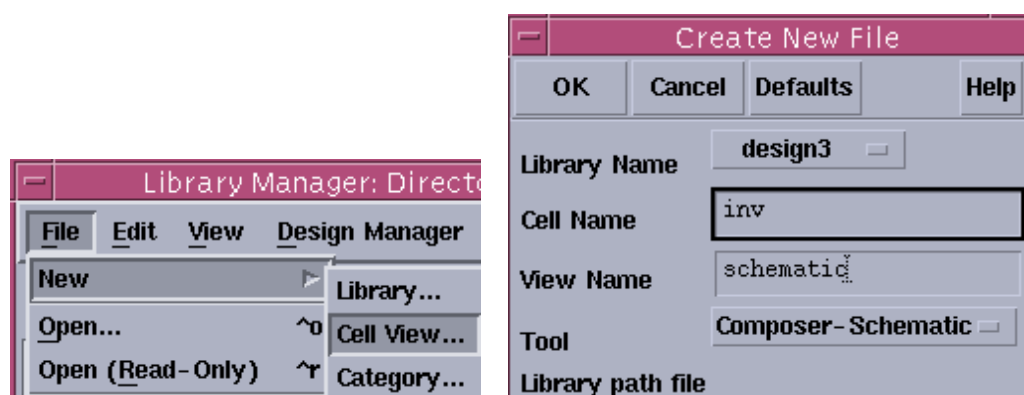 Library Manager: Directo
File Edit View Design Manager
New
Open... ^o
Open (Read-Only) ^r
Library...
Cell View...
Category...
Create New File
OK Cancel Defaults Help
Library Name design3
Cell Name inv
View Name schematic
Tool Composer-Schematic
Library path file